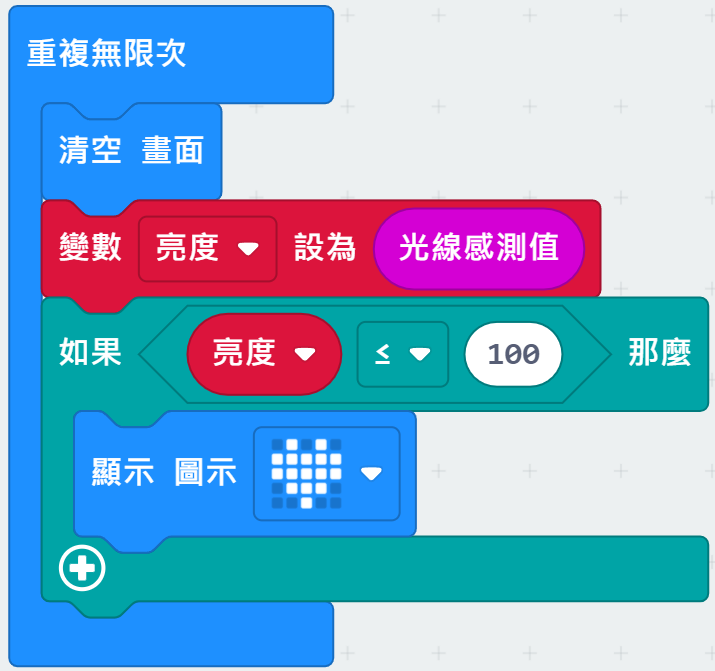 重複無限次
清空 畫面
變數 亮度 設為 光線感測值
如果 亮度 ≤ 100 那麼
顯示 圖示